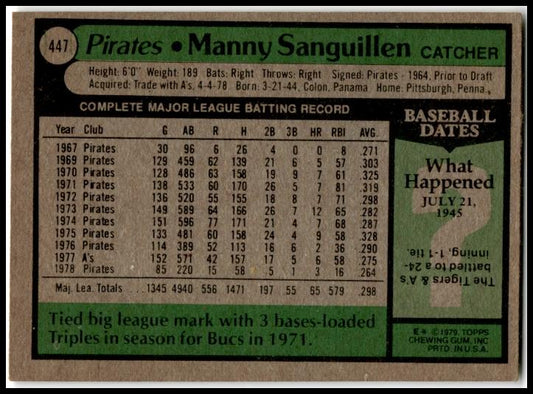 447
Pirates • Manny Sanguillen CATCHER
Height: 6'0" Weight: 189 Bats: Right Throws: Right Signed: Pirates - 1964, Prior to Draft
Acquired: Trade with A's, 4-4-78 Born: 3-21-44, Colon, Panama Home: Pittsburgh, Penna.
COMPLETE MAJOR LEAGUE BATTING RECORD
Year Club G AB R H 2B 3B HR RBI AVG.
1967 Pirates 30 96 6 26 4 0 0 8 .271
1969 Pirates 129 459 62 139 21 6 5 57 .303
1970 Pirates 128 486 63 158 19 9 7 61 .325
1971 Pirates 138 533 60 170 26 5 7 81 .319
1972 Pirates 136 520 55 155 18 8 7 71 .298
1973 Pirates 149 589 64 166 26 7 12 65 .282
1974 Pirates 151 596 77 171 21 4 7 68 .287
1975 Pirates 133 481 60 158 24 4 9 58 .328
1976 Pirates 114 389 52 113 16 6 2 36 .290
1977 A's 152 571 42 157 17 5 6 58 .275
1978 Pirates 85 220 15 58 5 1 3 16 .264
Maj. Lea. Totals 1345 4940 556 1471 197 55 65 579 .298
Tied big league mark with 3 bases-loaded
Triples in season for Bucs in 1971.
BASEBALL
DATES
What
Happened
JULY 21,
1945
The Tigers & A's
battled to a 24-
inning, 1-1 tie.
E* © 1979, TOPPS
CHEWING GUM, INC
PRTD. IN U.S.A.